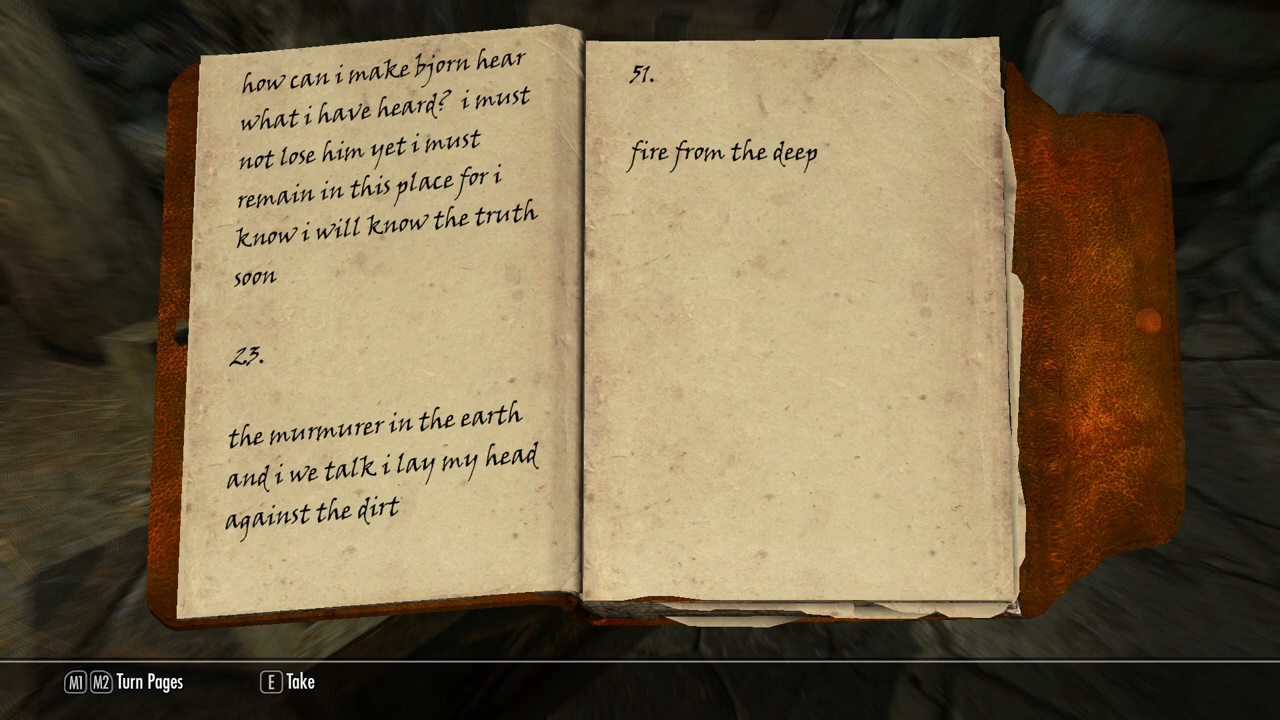 how can i make bjorn hear
what i have heard? i must
not lose him yet i must
remain in this place for i
know i will know the truth
soon
23.
the murmurer in the earth
and i we talk i lay my head
against the dirt
51.
fire from the deep
M1 M2 Turn Pages
E Take